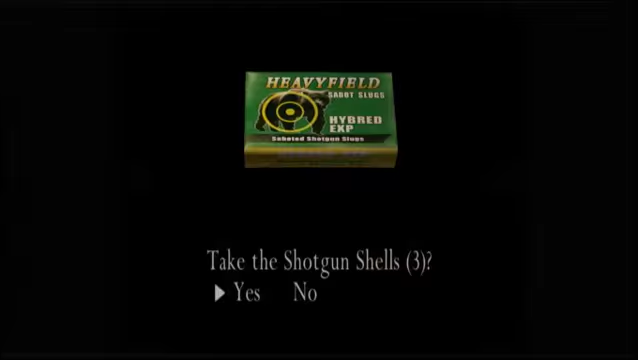 HEAVYFIELD
SABOT SLUGS
HYBRED
EXP
Saboted Shotgun Slugs
Take the Shotgun Shells (3)?
Yes No